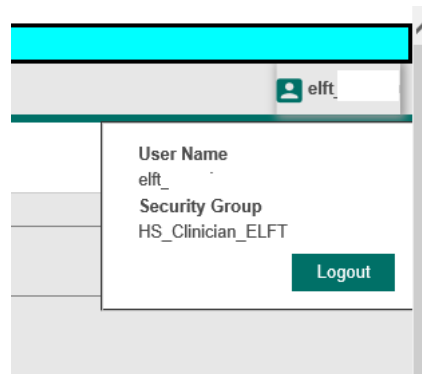 elft_
User Name
elft_
Security Group
HS_Clinician_ELFT
Logout